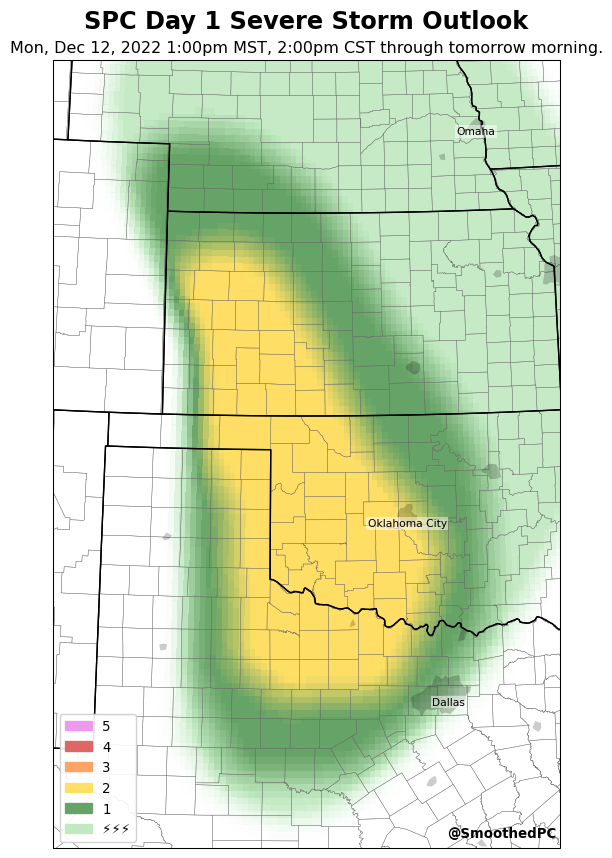 SPC Day 1 Severe Storm Outlook
Mon, Dec 12, 2022 1:00pm MST, 2:00pm CST through tomorrow morning.
Omaha
Oklahoma City
Dallas
5
4
3
2
1
⚡⚡⚡
@SmoothedPC